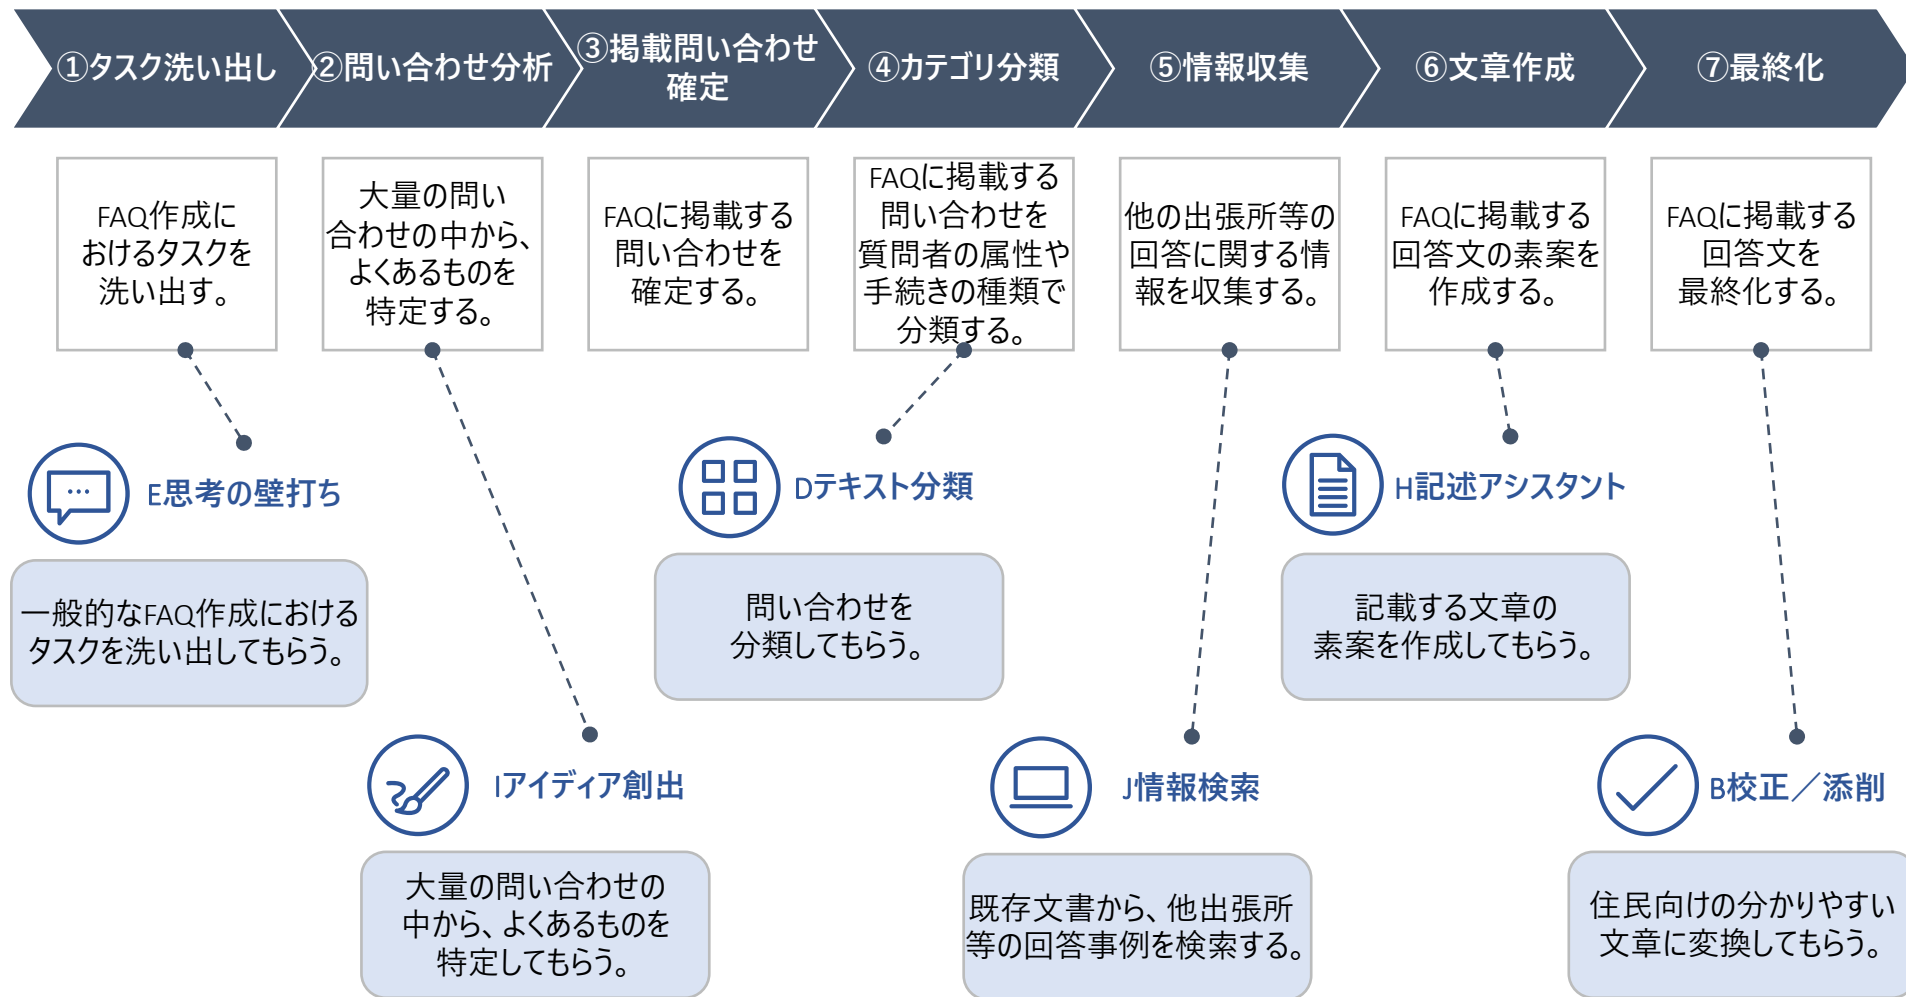 ①タスク洗い出し
②問い合わせ分析
③掲載問い合わせ
確定
④カテゴリ分類
⑤情報収集
⑥文章作成
⑦最終化
FAQ作成に
おけるタスクを
洗い出す。
大量の問い
合わせの中から、
よくあるものを
特定する。
FAQに掲載する
問い合わせを
確定する。
FAQに掲載する
問い合わせを
質問者の属性や
手続きの種類で
分類する。
他の出張所等の
回答に関する情
報を収集する。
FAQに掲載する
回答文の素案を
作成する。
FAQに掲載する
回答文を
最終化する。
E思考の壁打ち
一般的なFAQ作成における
タスクを洗い出してもらう。
Dテキスト分類
問い合わせを
分類してもらう。
H記述アシスタント
記載する文章の
素案を作成してもらう。
Iアイディア創出
大量の問い合わせの
中から、よくあるものを
特定してもらう。
J情報検索
既存文書から、他出張所
等の回答事例を検索する。
B校正／添削
住民向けの分かりやすい
文章に変換してもらう。